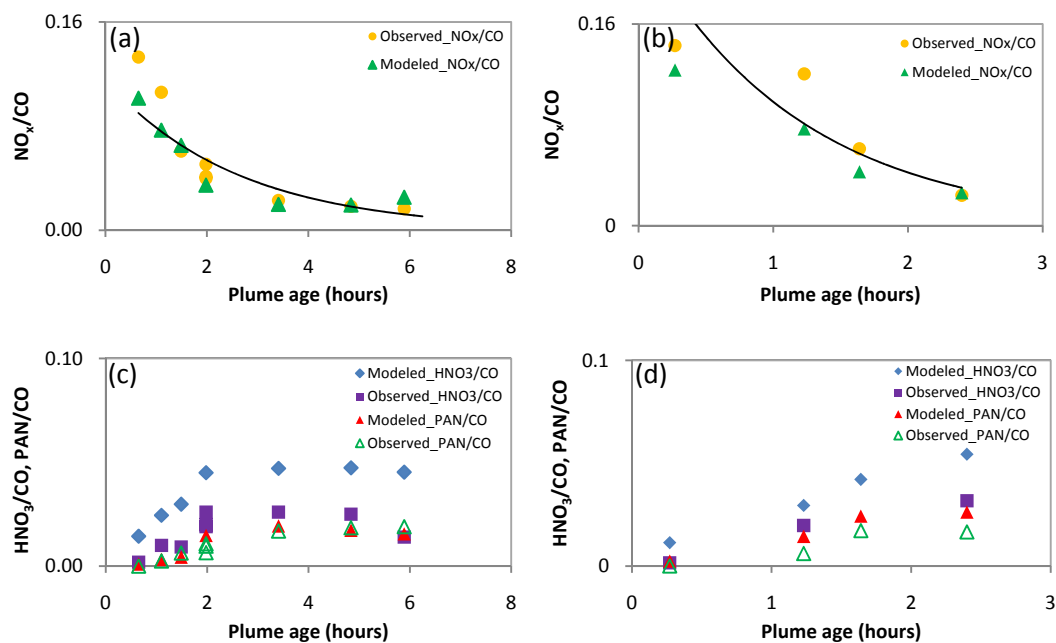 (a)
0.16
Observed_NOx/CO
Modeled_NOx/CO
NOx/CO
0.00
0 2 4 6 8
Plume age (hours)
(b)
0.16
Observed_NOx/CO
Modeled_NOx/CO
NOx/CO
0
0 1 2 3
Plume age (hours)
(c)
0.10
Modeled_HNO3/CO
Observed_HNO3/CO
Modeled_PAN/CO
Observed_PAN/CO
HNO3/CO, PAN/CO
0.00
0 2 4 6 8
Plume age (hours)
(d)
0.1
Modeled_HNO3/CO
Observed_HNO3/CO
Modeled_PAN/CO
Observed_PAN/CO
HNO3/CO, PAN/CO
0
0 1 2 3
Plume age (hours)